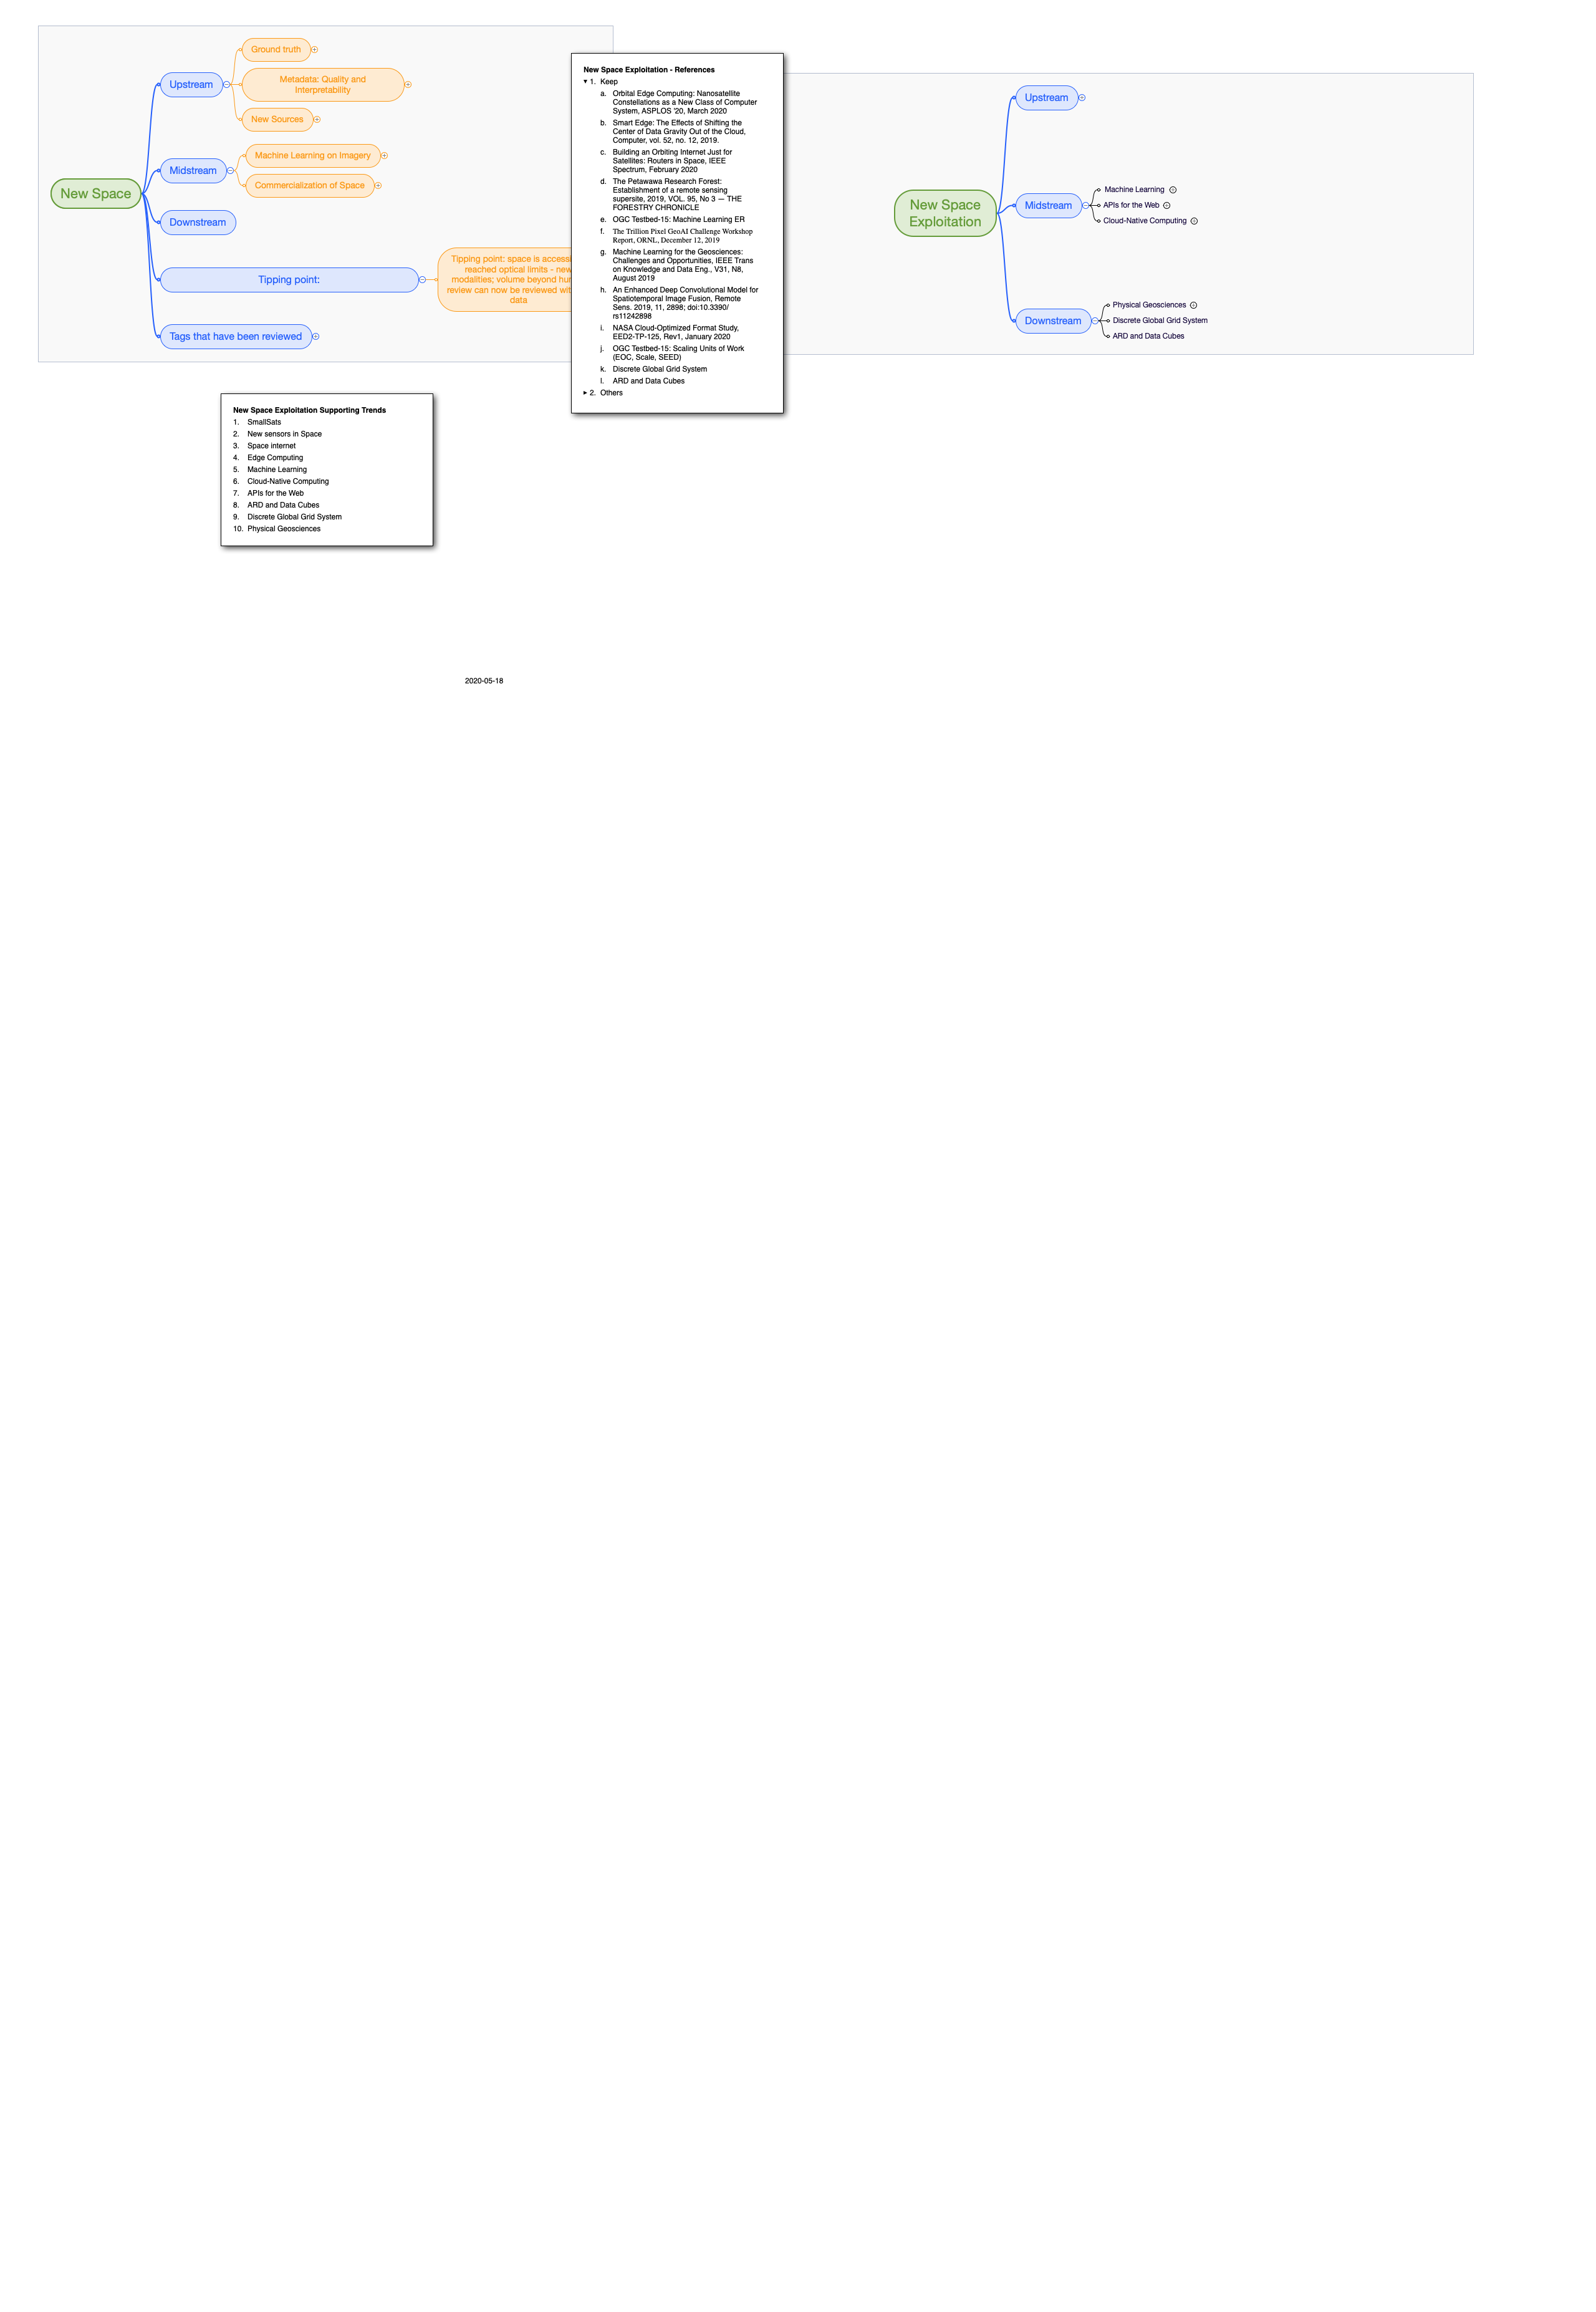 New Space
Upstream
Ground truth
Metadata: Quality and
Interpretability
New Sources
Midstream
Machine Learning on Imagery
Commercialization of Space
Downstream
Tipping point:
Tipping point: space is
reached optical limits - new
modalities; volume beyond
review can now be reviewed
data
Tags that have been reviewed
New Space Exploitation - References
1. Keep
a. Orbital Edge Computing: Nanosatellite
Constellations as a New Class of Computer
System, ASPLOS '20, March 2020
b. Smart Edge: The Effects of Shifting the
Center of Data Gravity Out of the Cloud,
Computer, vol. 52, no. 12, 2019.
c. Building an Orbiting Internet Just for
Satellites: Routers in Space, IEEE
Spectrum, February 2020
d. The Petawawa Research Forest:
Establishment of a remote sensing
supersite, 2019, VOL. 95, No 3 — THE
FORESTRY CHRONICLE
e. OGC Testbed-15: Machine Learning ER
f. The Trillion Pixel GeoAI Challenge Workshop
Report, ORNL, December 12, 2019
g. Machine Learning for the Geosciences:
Challenges and Opportunities, IEEE Trans
on Knowledge and Data Eng., V31, N8,
August 2019
h. An Enhanced Deep Convolutional Model for
Spatiotemporal Image Fusion, Remote
Sens. 2019, 11, 2898; doi:10.3390/
rs11242898
i. NASA Cloud-Optimized Format Study,
EED2-TP-125, Rev1, January 2020
j. OGC Testbed-15: Scaling Units of Work
(EOC, Scale, SEED)
k. Discrete Global Grid System
l. ARD and Data Cubes
2. Others
New Space
Exploitation
Upstream
Midstream
Machine Learning
APIs for the Web
Cloud-Native Computing
Downstream
Physical Geosciences
Discrete Global Grid System
ARD and Data Cubes
New Space Exploitation Supporting Trends
1. SmallSats
2. New sensors in Space
3. Space internet
4. Edge Computing
5. Machine Learning
6. Cloud-Native Computing
7. APIs for the Web
8. ARD and Data Cubes
9. Discrete Global Grid System
10. Physical Geosciences
2020-05-18